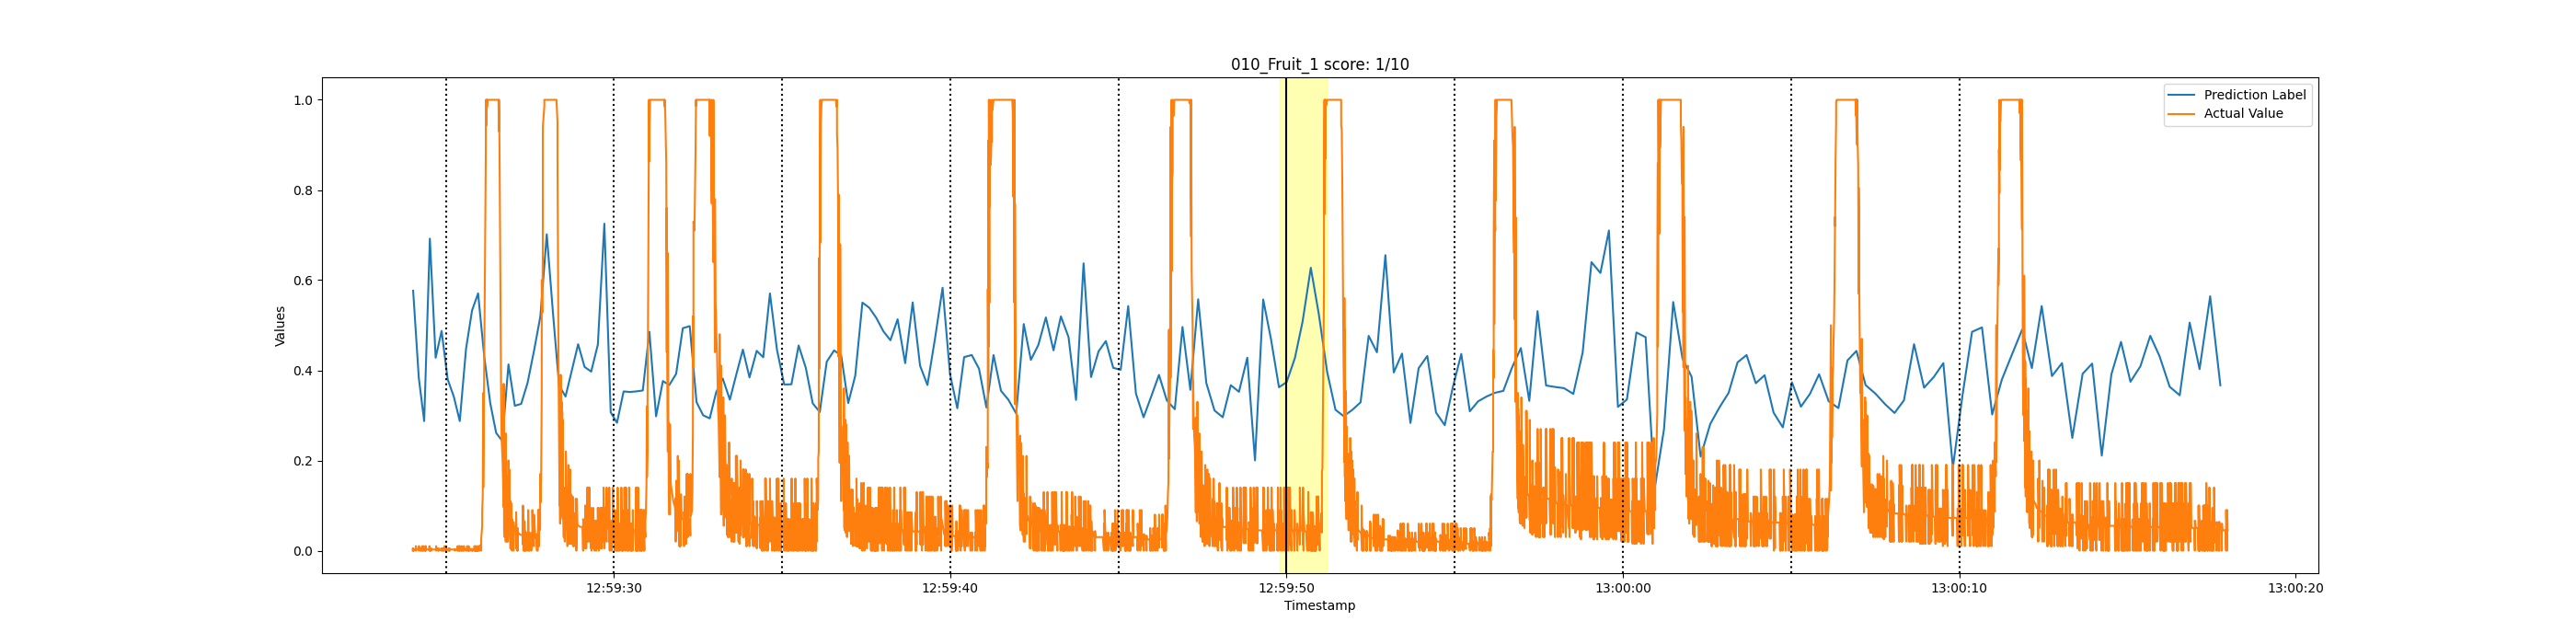 010_Fruit_1 score: 1/10
Prediction Label
Actual Value
1.0
0.8
0.6
0.4
0.2
0.0
Values
12:59:30 12:59:40 12:59:50 13:00:00 13:00:10 13:00:20
Timestamp